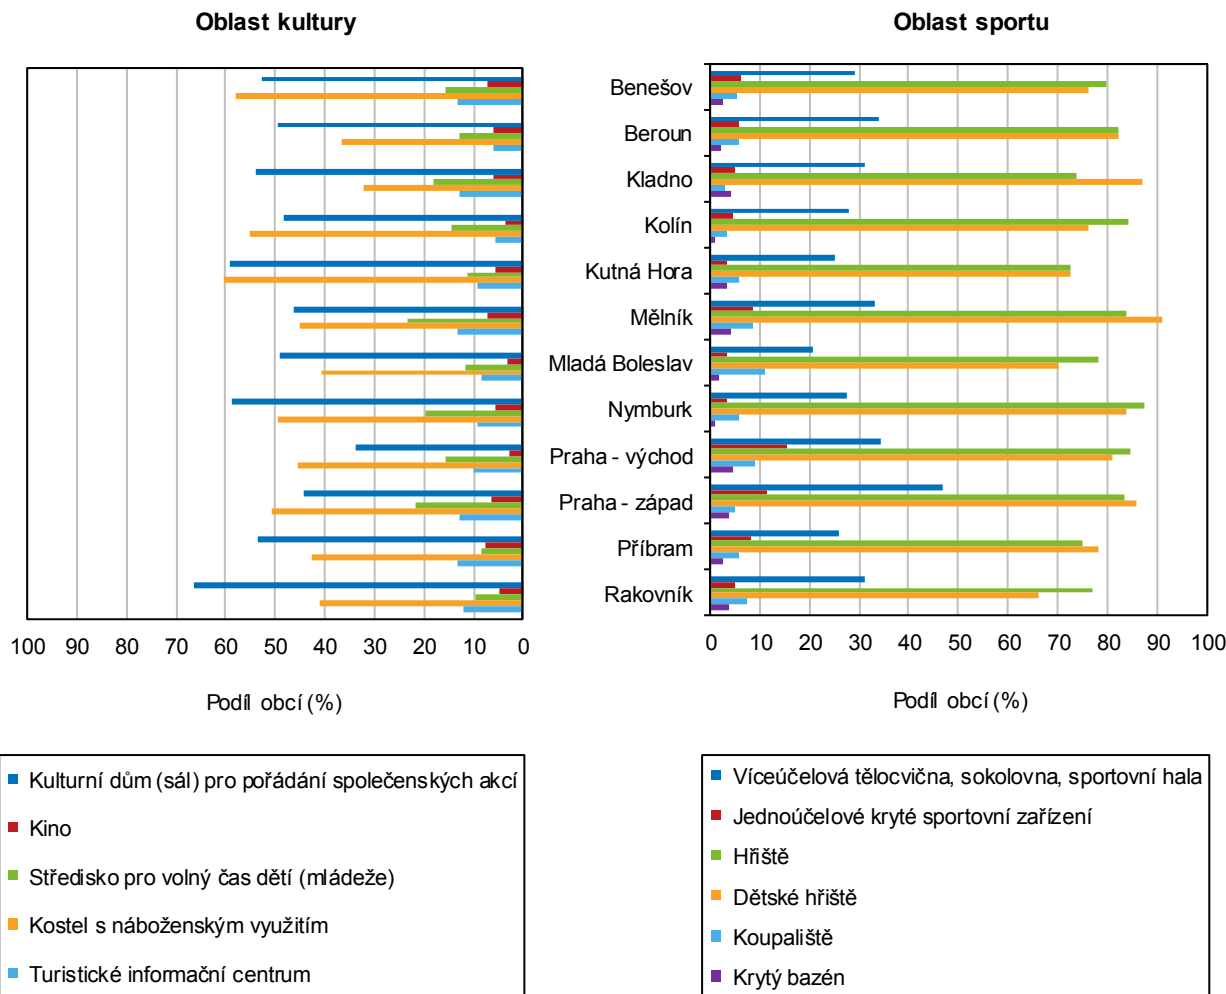 Oblast kultury
Oblast sportu
Benešov
Beroun
Kladno
Kolín
Kutná Hora
Mělník
Mladá Boleslav
Nymburk
Praha - východ
Praha - západ
Příbram
Rakovník
100 90 80 70 60 50 40 30 20 10 0
0 10 20 30 40 50 60 70 80 90 100
Podíl obcí (%)
Podíl obcí (%)
Kulturní dům (sál) pro pořádání společenských akcí
Kino
Středisko pro volný čas dětí (mládeže)
Kostel s náboženským využitím
Turistické informační centrum
Víceúčelová tělocvična, sokolovna, sportovní hala
Jednoúčelové kryté sportovní zařízení
Hřiště
Dětské hřiště
Koupaliště
Krytý bazén